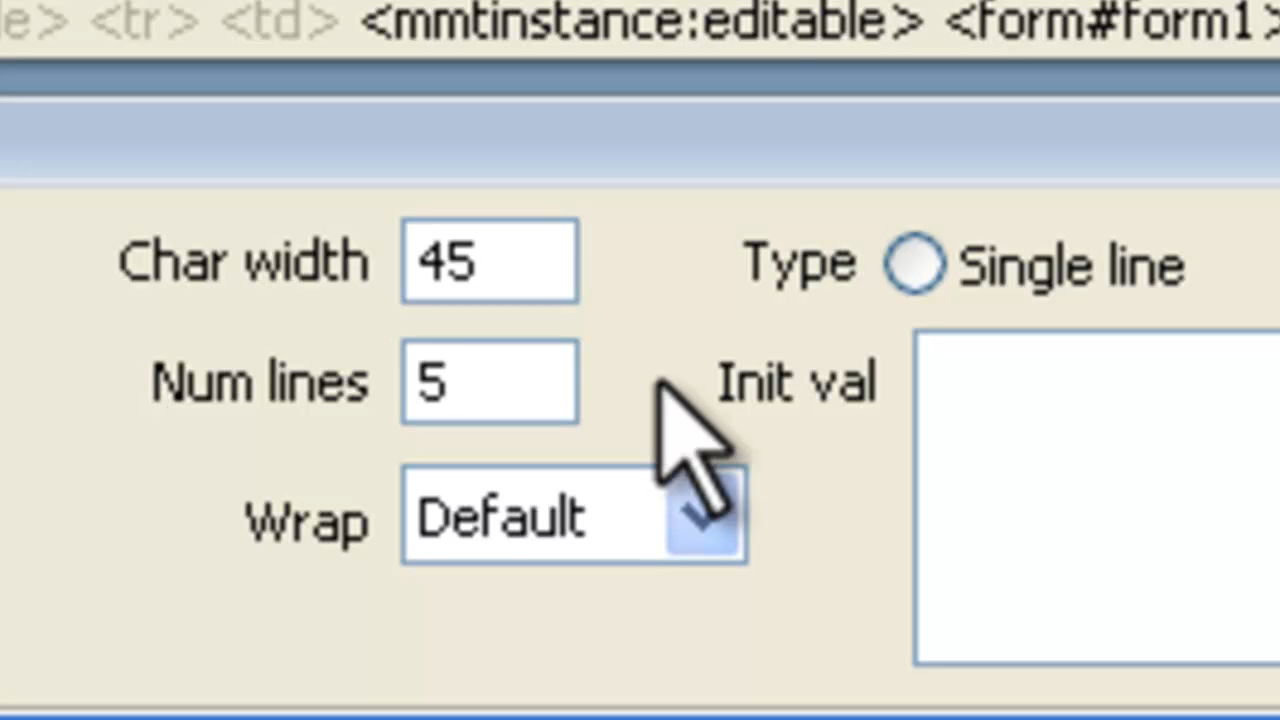 e> <tr> <td> <mmtinstance:editable> <form#form1>
Char width 45 Type Single line
Num lines 5 Init val
Wrap Default